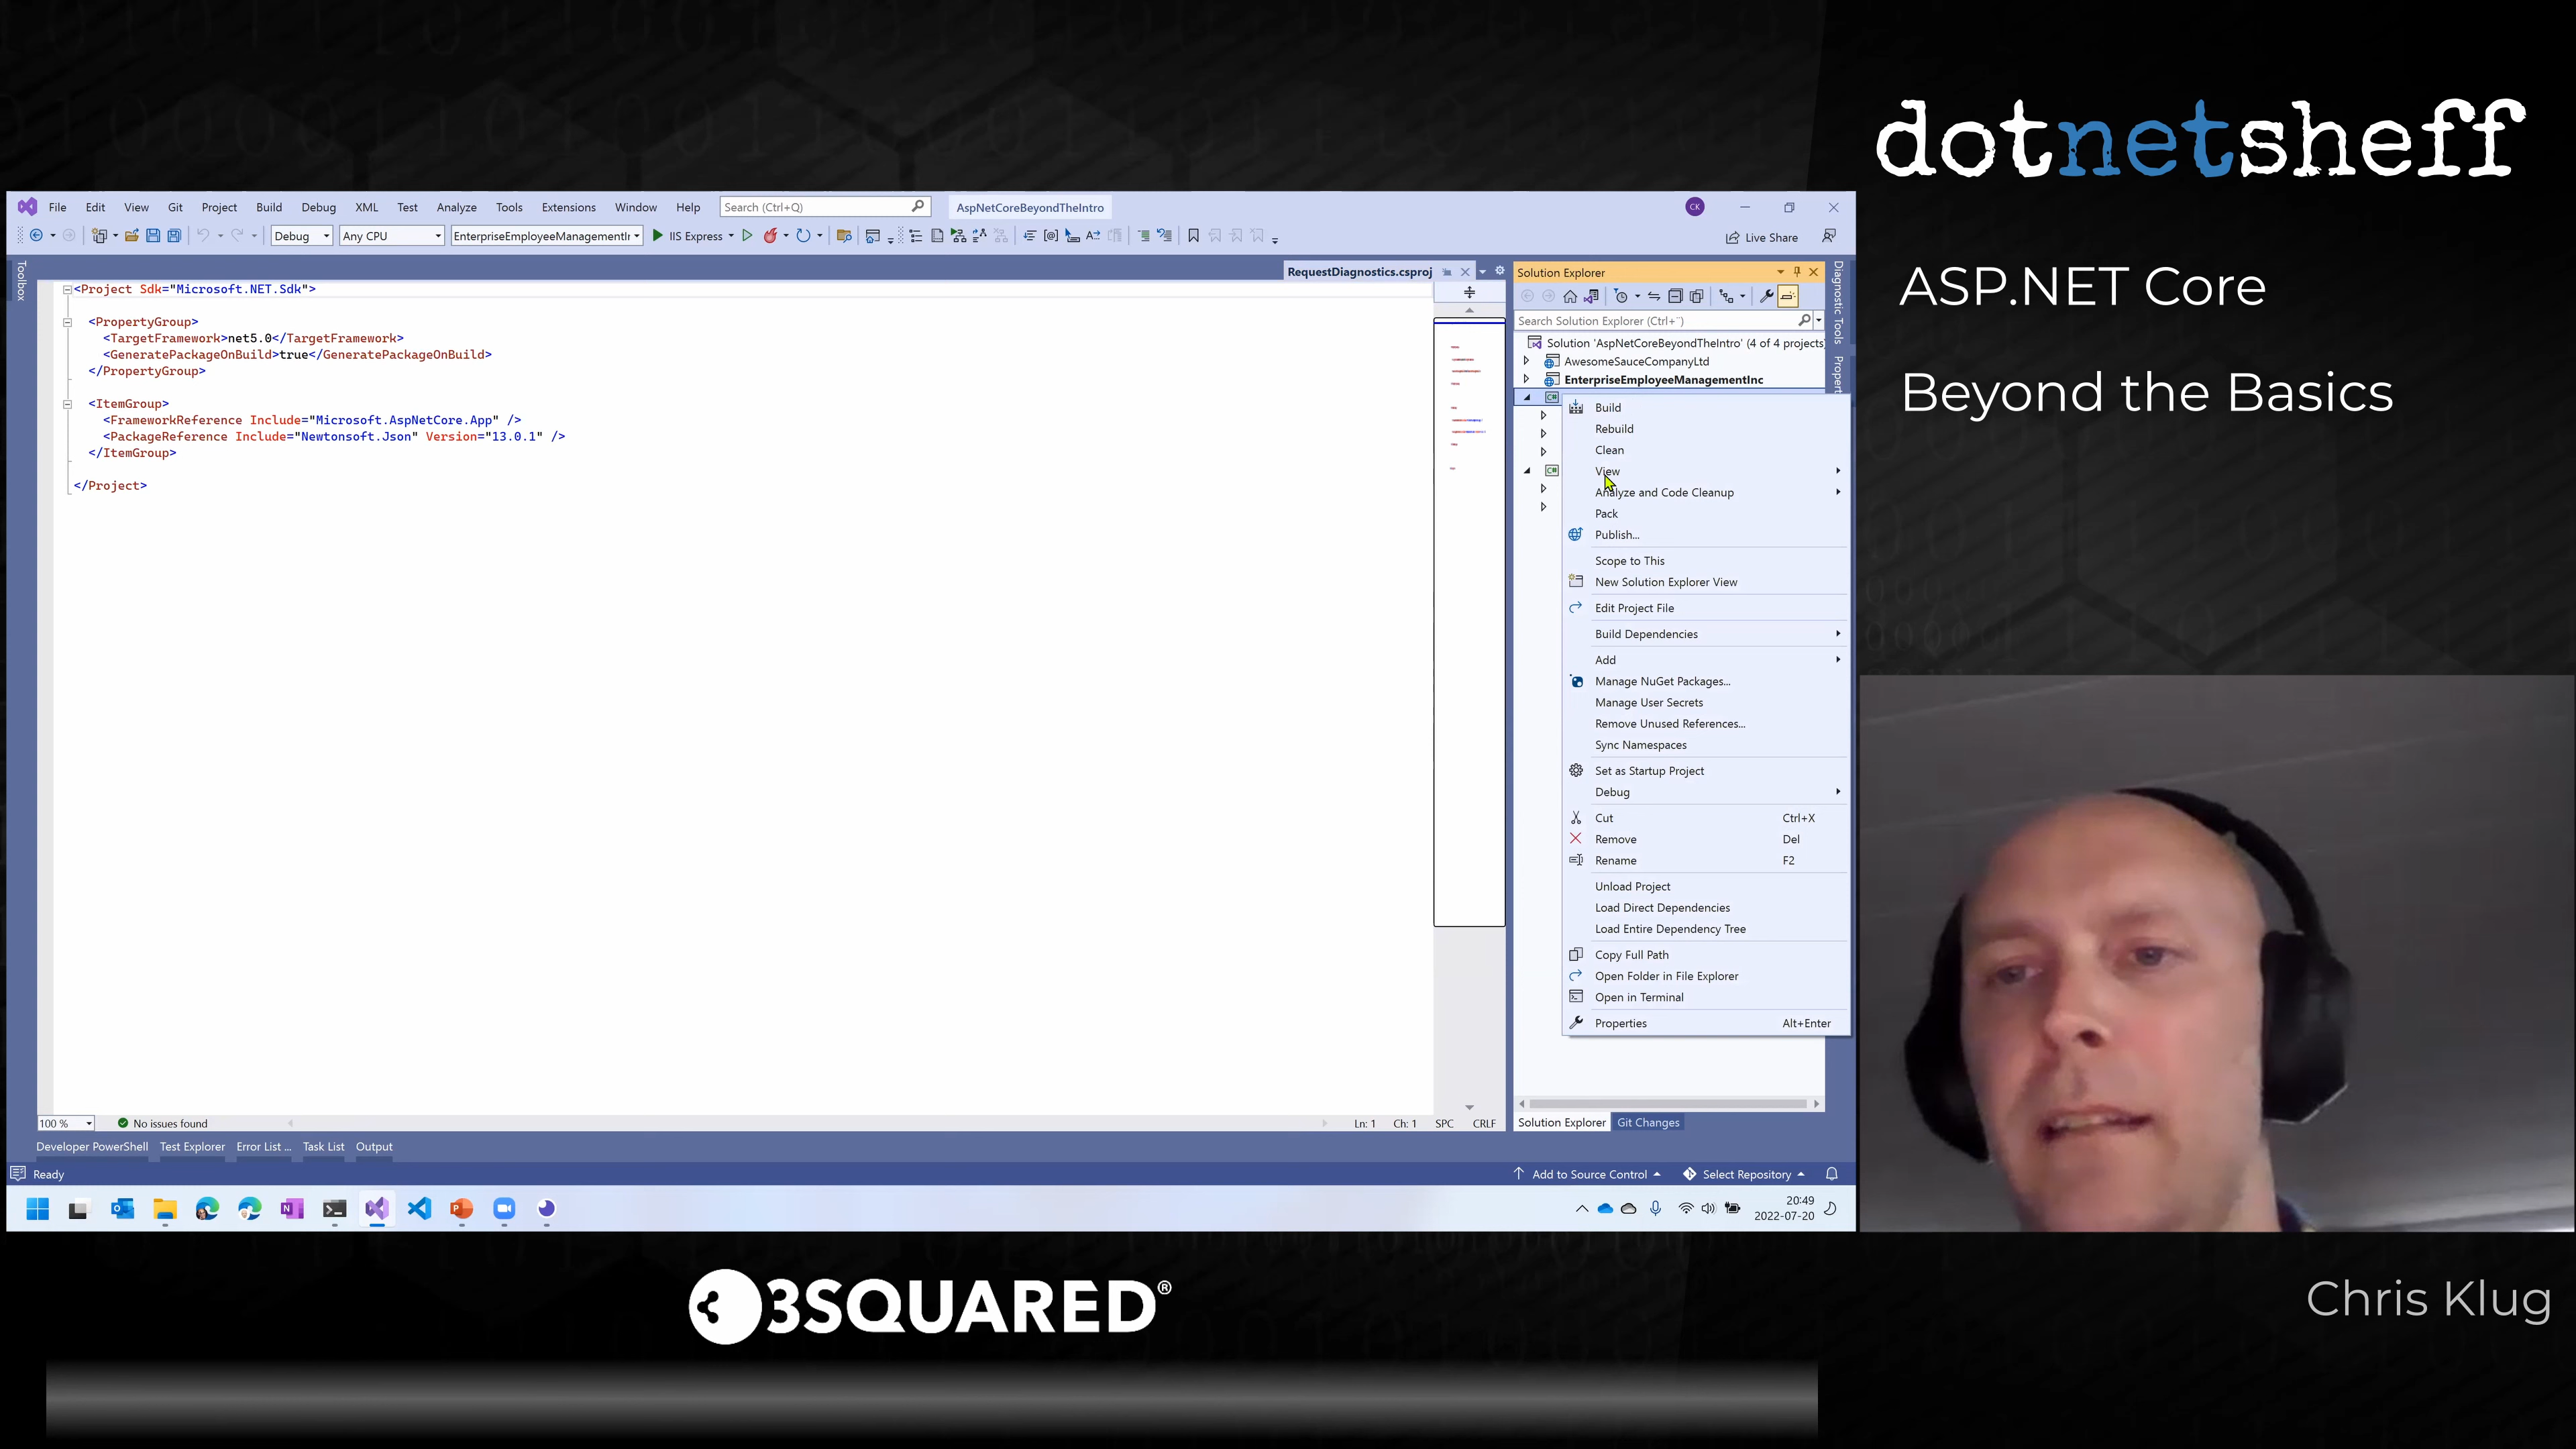 dotnetsheff
ASP.NET Core
Beyond the Basics
File Edit View Git Project Build Debug XML Test Analyze Tools Extensions Window Help Search (Ctrl+Q) AspNetCoreBeyondTheIntro CK
Debug Any CPU EnterpriseEmployeeManagementIr IIS Express Live Share
Toolbox
RequestDiagnostics.csproj
<Project Sdk="Microsoft.NET.Sdk">
<PropertyGroup>
<TargetFramework>net5.0</TargetFramework>
<GeneratePackageOnBuild>true</GeneratePackageOnBuild>
</PropertyGroup>
<ItemGroup>
<FrameworkReference Include="Microsoft.AspNetCore.App" />
<PackageReference Include="Newtonsoft.Json" Version="13.0.1" />
</ItemGroup>
</Project>
Solution Explorer
Search Solution Explorer (Ctrl+¨)
Solution 'AspNetCoreBeyondTheIntro' (4 of 4 projects)
AwesomeSauceCompanyLtd
EnterpriseEmployeeManagementInc
Diagnostic Tools
Propert
Build
Rebuild
Clean
View
Analyze and Code Cleanup
Pack
Publish...
Scope to This
New Solution Explorer View
Edit Project File
Build Dependencies
Add
Manage NuGet Packages...
Manage User Secrets
Remove Unused References...
Sync Namespaces
Set as Startup Project
Debug
Cut Ctrl+X
Remove Del
Rename F2
Unload Project
Load Direct Dependencies
Load Entire Dependency Tree
Copy Full Path
Open Folder in File Explorer
Open in Terminal
Properties Alt+Enter
100 % No issues found Ln: 1 Ch: 1 SPC CRLF
Solution Explorer Git Changes
Developer PowerShell Test Explorer Error List ... Task List Output
Ready Add to Source Control Select Repository
20:49
2022-07-20
3SQUARED®
Chris Klug